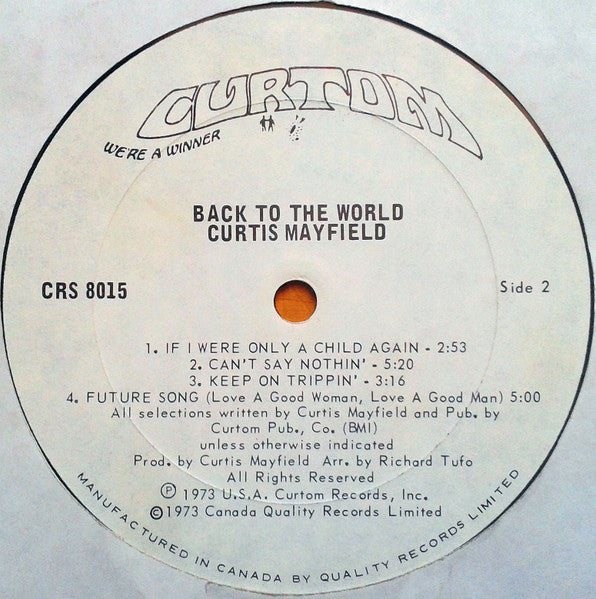 CURTOM
WE'RE A WINNER
BACK TO THE WORLD
CURTIS MAYFIELD
CRS 8015
Side 2
1. IF I WERE ONLY A CHILD AGAIN - 2:53
2. CAN'T SAY NOTHIN' - 5:20
3. KEEP ON TRIPPIN' - 3:16
4. FUTURE SONG (Love A Good Woman, Love A Good Man) 5:00
All selections written by Curtis Mayfield and Pub. by
Curtom Pub., Co. (BMI)
unless otherwise indicated
Prod. by Curtis Mayfield Arr. by Richard Tufo
All Rights Reserved
℗ 1973 U.S.A. Curtom Records, Inc.
© 1973 Canada Quality Records Limited
MANUFACTURED IN CANADA BY QUALITY RECORDS LIMITED